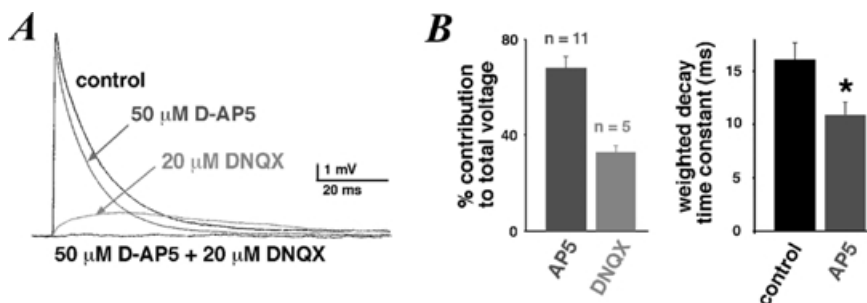 A
control
50 µM D-AP5
20 µM DNQX
1 mV
20 ms
50 µM D-AP5 + 20 µM DNQX
B
% contribution
to total voltage
80
40
0
n = 11
n = 5
AP5
DNQX
weighted decay
time constant (ms)
15
10
5
0
*
control
AP5